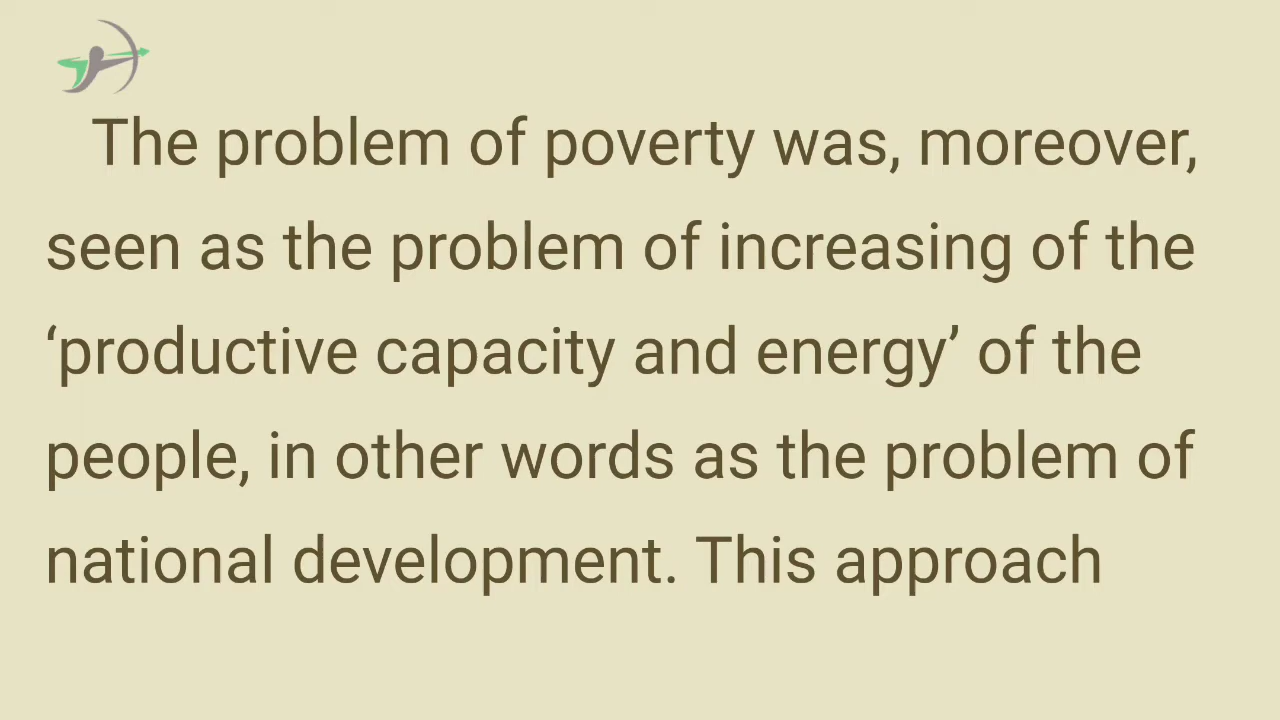 The problem of poverty was, moreover,
seen as the problem of increasing of the
‘productive capacity and energy’ of the
people, in other words as the problem of
national development. This approach